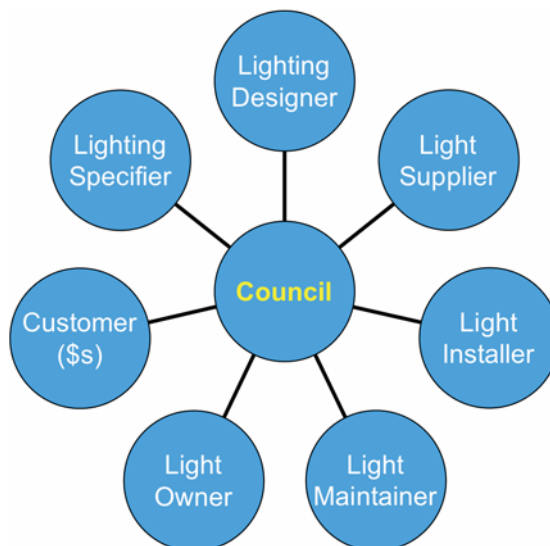 Lighting
Designer
Light
Supplier
Light
Installer
Light
Maintainer
Light
Owner
Customer
($s)
Lighting
Specifier
Council